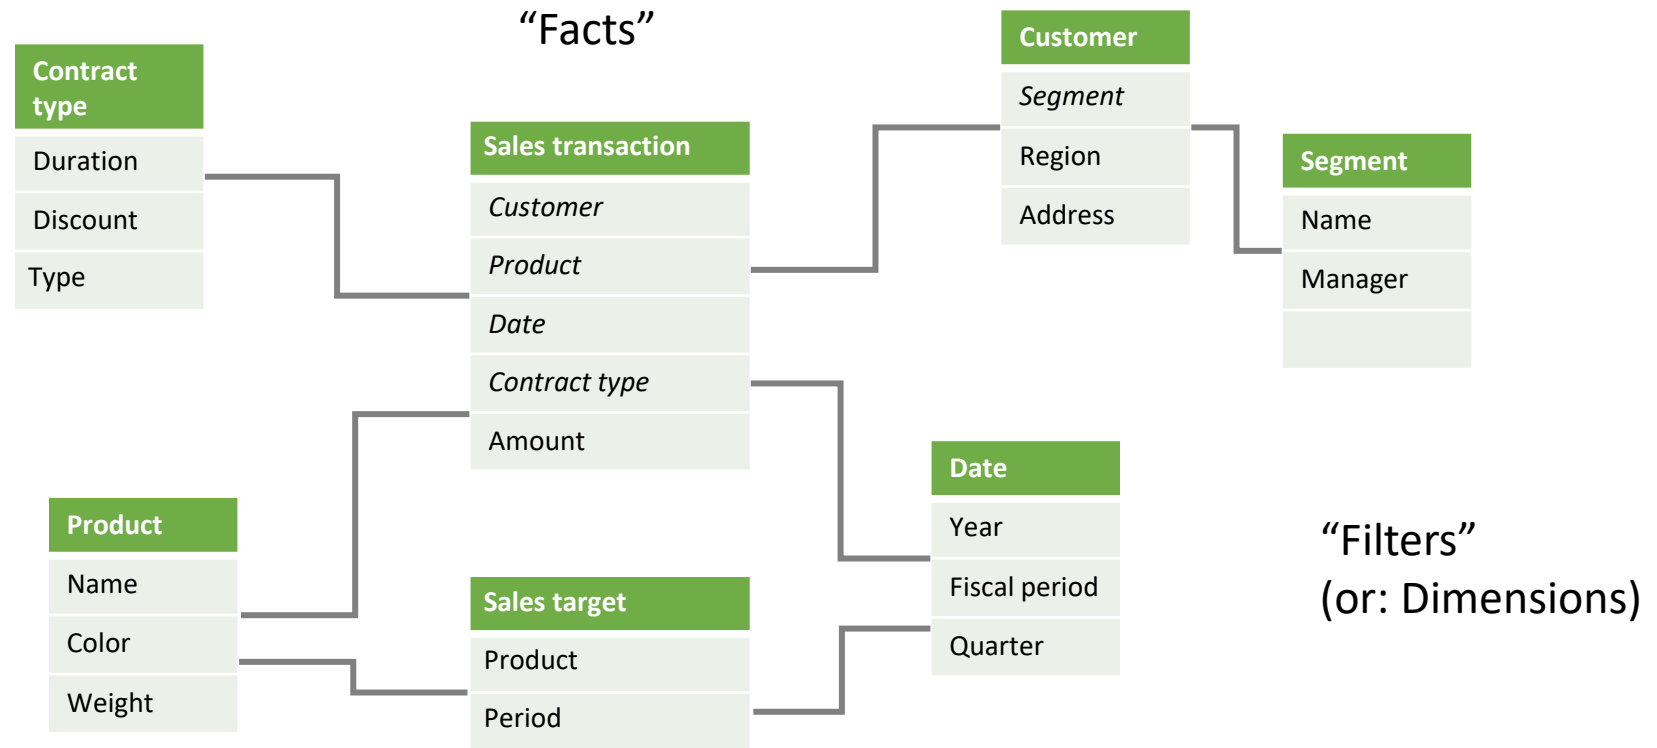 “Facts”
Contract
type
Duration
Discount
Type
Sales transaction
Customer
Product
Date
Contract type
Amount
Customer
Segment
Region
Address
Segment
Name
Manager
Product
Name
Color
Weight
Sales target
Product
Period
Date
Year
Fiscal period
Quarter
“Filters”
(or: Dimensions)